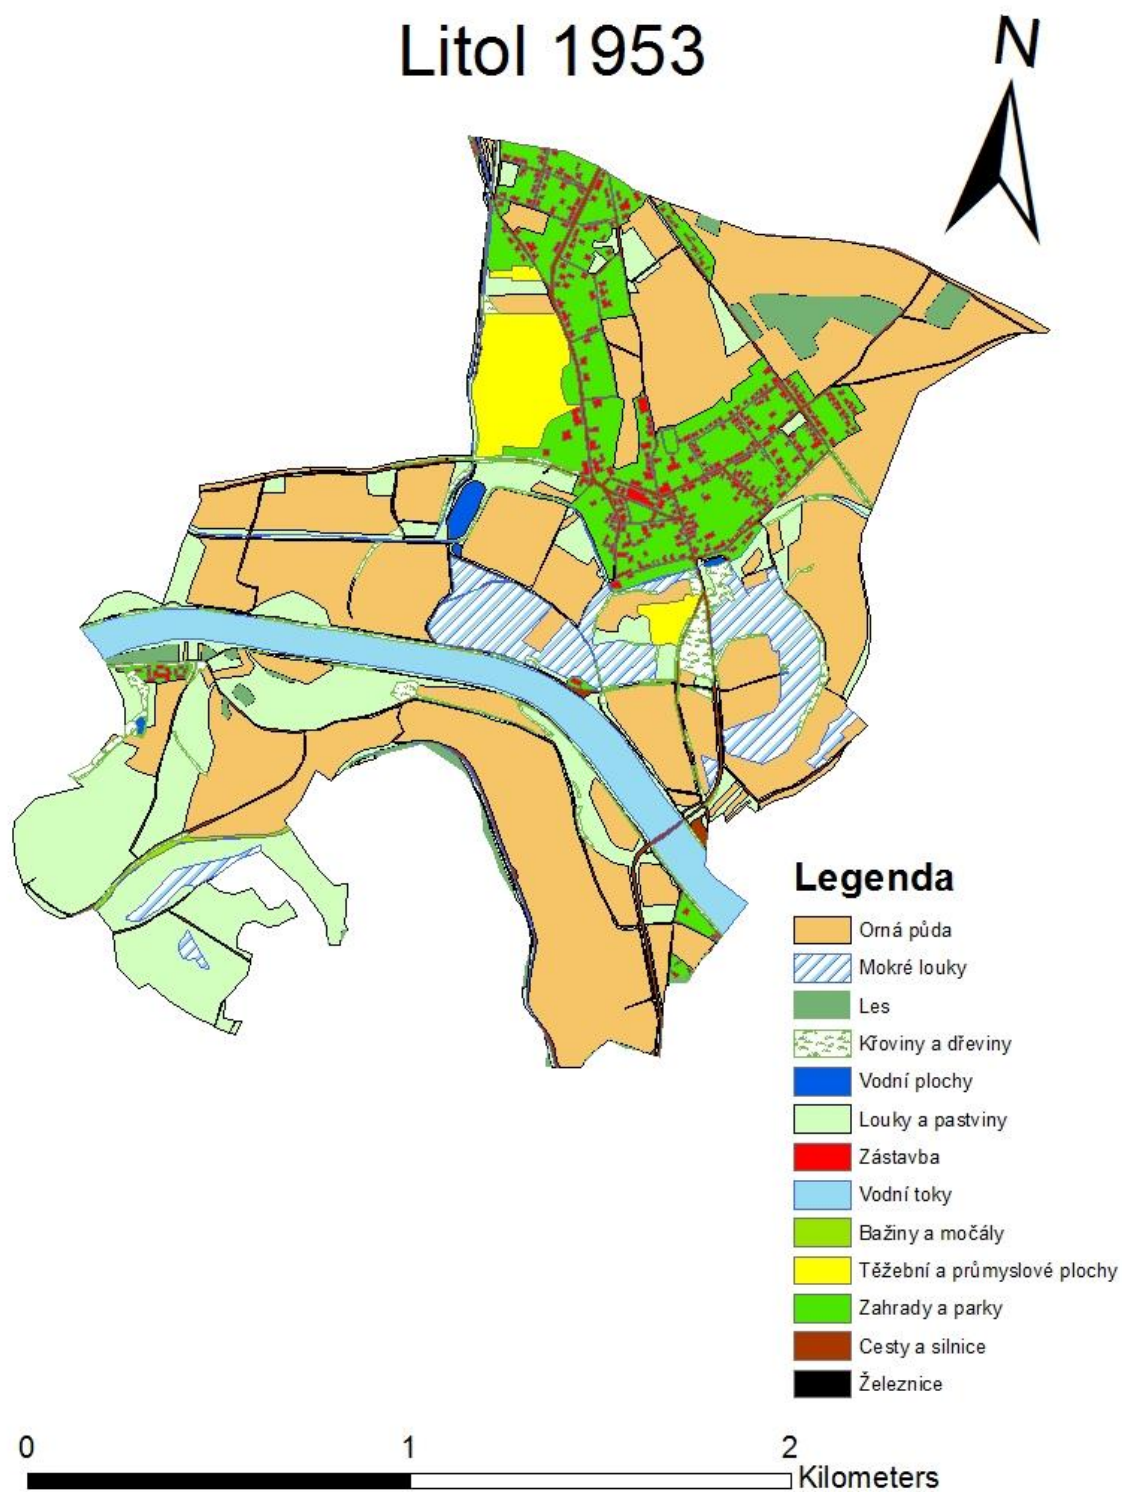 Litol 1953
N
Legenda
Orná půda
Mokré louky
Les
Křoviny a dřeviny
Vodní plochy
Louky a pastviny
Zástavba
Vodní toky
Bažiny a močály
Těžební a průmyslové plochy
Zahrady a parky
Cesty a silnice
Železnice
0 1 2
Kilometers